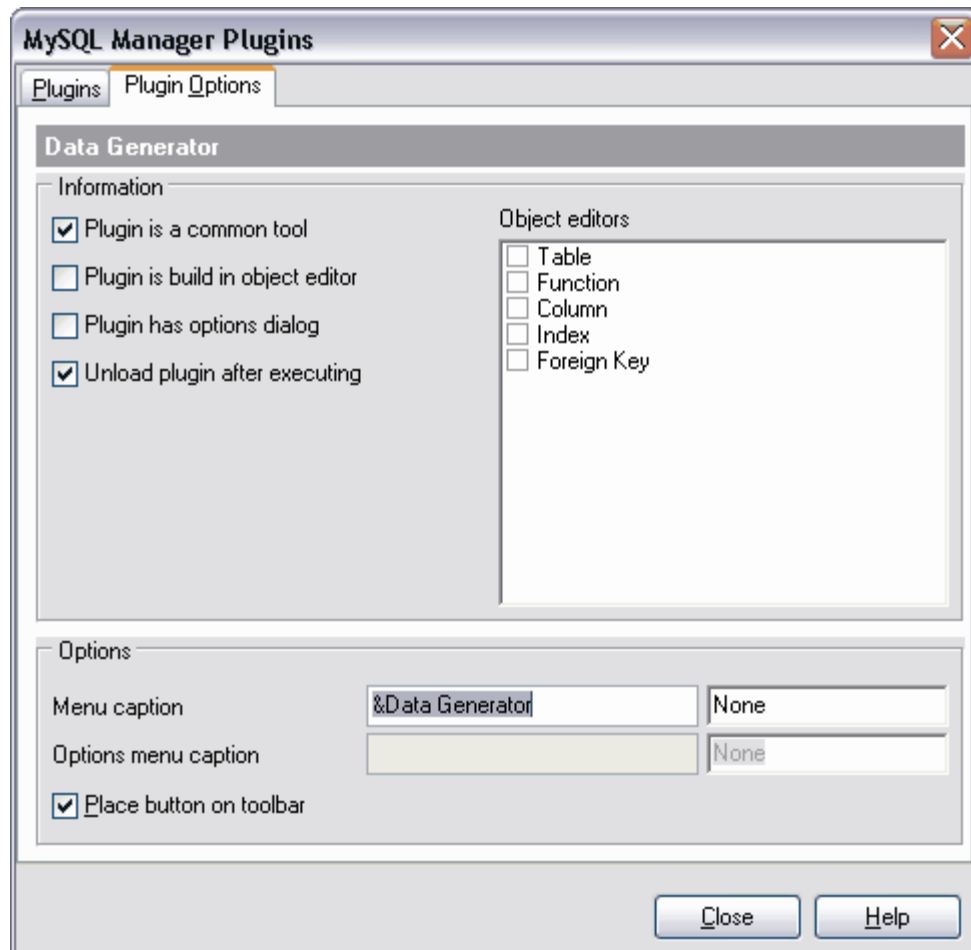 MySQL Manager Plugins
Plugins
Plugin Options
Data Generator
Information
Plugin is a common tool
Plugin is build in object editor
Plugin has options dialog
Unload plugin after executing
Object editors
Table
Function
Column
Index
Foreign Key
Options
Menu caption
&Data Generator
None
Options menu caption
None
Place button on toolbar
Close
Help